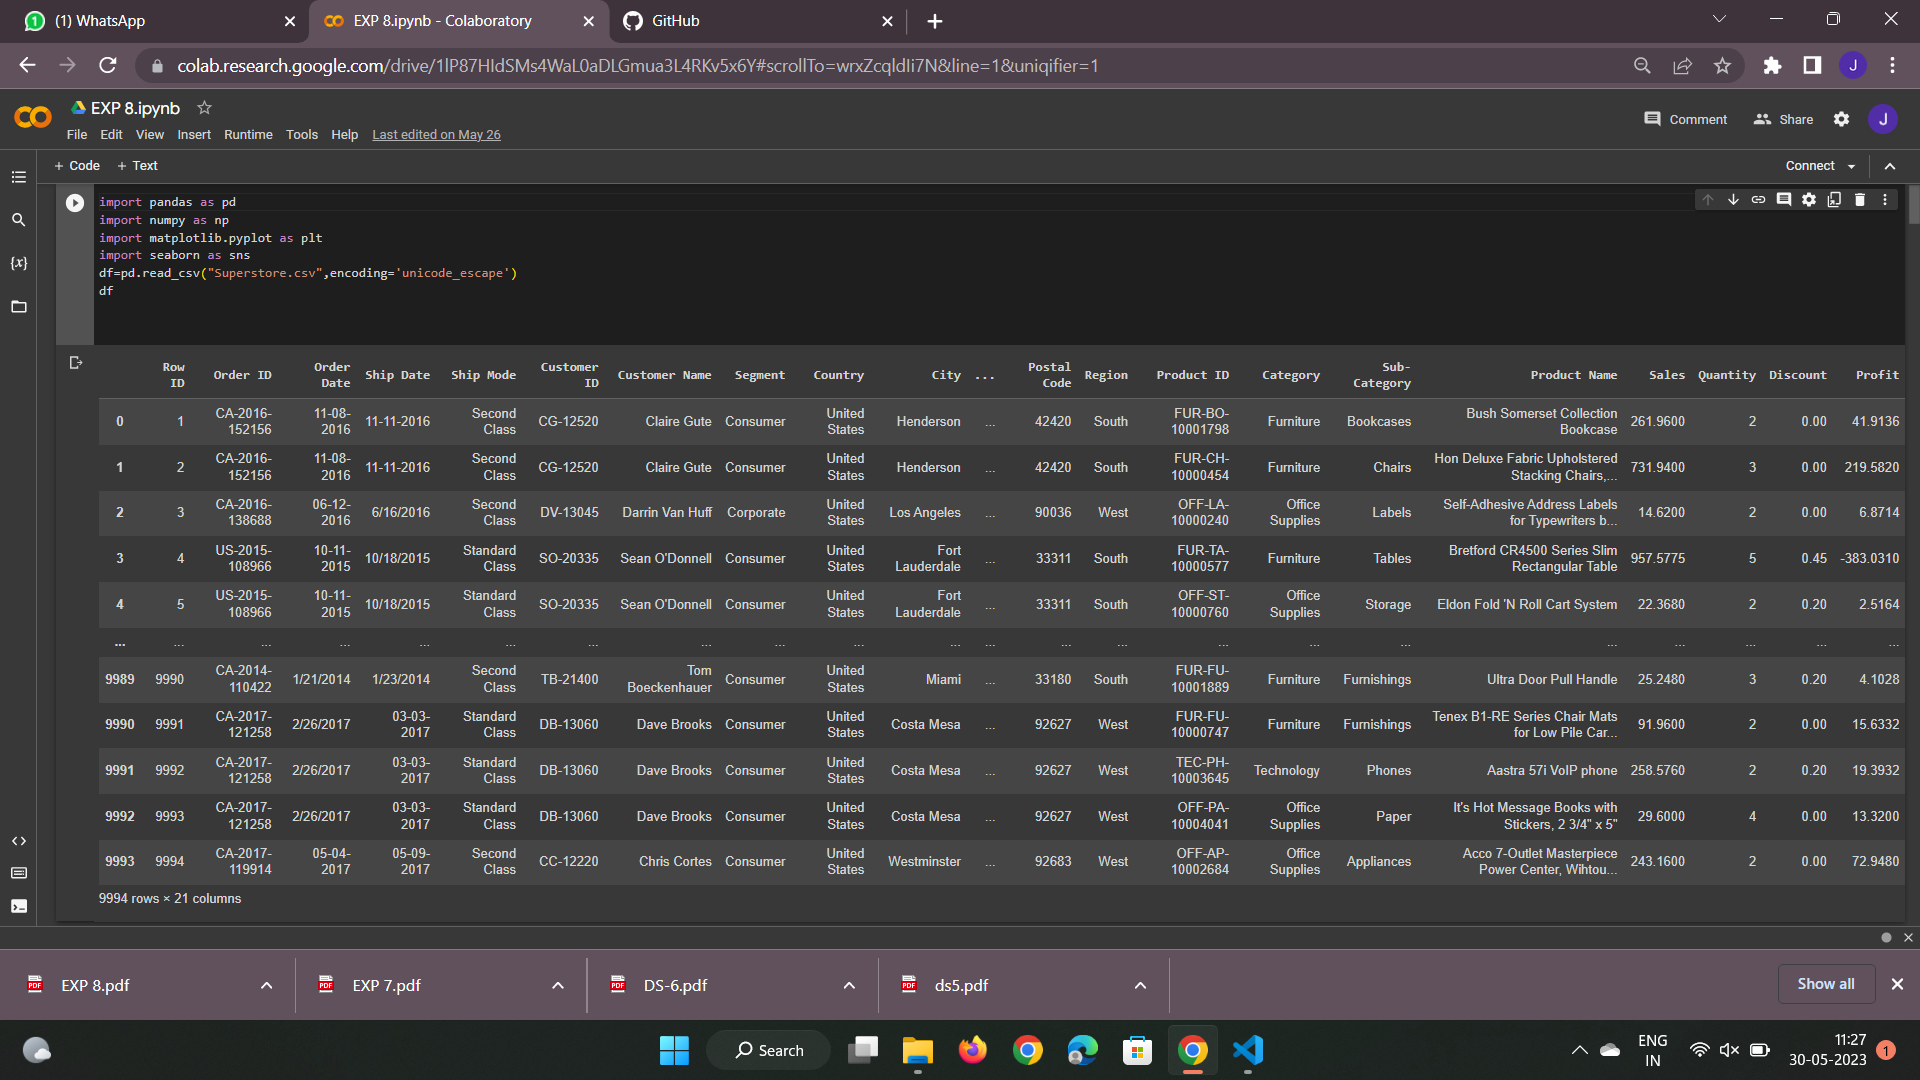 (1) WhatsApp
EXP 8.ipynb - Colaboratory
GitHub
colab.research.google.com/drive/1lP87HIdSMs4WaL0aDLGmua3L4RKv5x6Y#scrollTo=wrxZcqldIi7N&line=1&uniqifier=1
J
EXP 8.ipynb
File Edit View Insert Runtime Tools Help Last edited on May 26
Comment Share J
+ Code + Text
Connect
import pandas as pd
import numpy as np
import matplotlib.pyplot as plt
import seaborn as sns
df=pd.read_csv("Superstore.csv",encoding='unicode_escape')
df
Row ID Order ID Order Date Ship Date Ship Mode Customer ID Customer Name Segment Country City ... Postal Code Region Product ID Category Sub-Category Product Name Sales Quantity Discount Profit
0 1 CA-2016-152156 11-08-2016 11-11-2016 Second Class CG-12520 Claire Gute Consumer United States Henderson ... 42420 South FUR-BO-10001798 Furniture Bookcases Bush Somerset Collection Bookcase 261.9600 2 0.00 41.9136
1 2 CA-2016-152156 11-08-2016 11-11-2016 Second Class CG-12520 Claire Gute Consumer United States Henderson ... 42420 South FUR-CH-10000454 Furniture Chairs Hon Deluxe Fabric Upholstered Stacking Chairs,... 731.9400 3 0.00 219.5820
2 3 CA-2016-138688 06-12-2016 6/16/2016 Second Class DV-13045 Darrin Van Huff Corporate United States Los Angeles ... 90036 West OFF-LA-10000240 Office Supplies Labels Self-Adhesive Address Labels for Typewriters b... 14.6200 2 0.00 6.8714
3 4 US-2015-108966 10-11-2015 10/18/2015 Standard Class SO-20335 Sean O'Donnell Consumer United States Fort Lauderdale ... 33311 South FUR-TA-10000577 Furniture Tables Bretford CR4500 Series Slim Rectangular Table 957.5775 5 0.45 -383.0310
4 5 US-2015-108966 10-11-2015 10/18/2015 Standard Class SO-20335 Sean O'Donnell Consumer United States Fort Lauderdale ... 33311 South OFF-ST-10000760 Office Supplies Storage Eldon Fold 'N Roll Cart System 22.3680 2 0.20 2.5164
... ... ... ... ... ... ... ... ... ... ... ... ... ... ... ... ... ... ... ... ... ...
9989 9990 CA-2014-110422 1/21/2014 1/23/2014 Second Class TB-21400 Tom Boeckenhauer Consumer United States Miami ... 33180 South FUR-FU-10001889 Furniture Furnishings Ultra Door Pull Handle 25.2480 3 0.20 4.1028
9990 9991 CA-2017-121258 2/26/2017 03-03-2017 Standard Class DB-13060 Dave Brooks Consumer United States Costa Mesa ... 92627 West FUR-FU-10000747 Furniture Furnishings Tenex B1-RE Series Chair Mats for Low Pile Car... 91.9600 2 0.00 15.6332
9991 9992 CA-2017-121258 2/26/2017 03-03-2017 Standard Class DB-13060 Dave Brooks Consumer United States Costa Mesa ... 92627 West TEC-PH-10003645 Technology Phones Aastra 57i VoIP phone 258.5760 2 0.20 19.3932
9992 9993 CA-2017-121258 2/26/2017 03-03-2017 Standard Class DB-13060 Dave Brooks Consumer United States Costa Mesa ... 92627 West OFF-PA-10004041 Office Supplies Paper It's Hot Message Books with Stickers, 2 3/4" x 5" 29.6000 4 0.00 13.3200
9993 9994 CA-2017-119914 05-04-2017 05-09-2017 Second Class CC-12220 Chris Cortes Consumer United States Westminster ... 92683 West OFF-AP-10002684 Office Supplies Appliances Acco 7-Outlet Masterpiece Power Center, Wihtou... 243.1600 2 0.00 72.9480
9994 rows × 21 columns
EXP 8.pdf
EXP 7.pdf
DS-6.pdf
ds5.pdf
Show all
Search
ENG
IN
11:27
30-05-2023
1